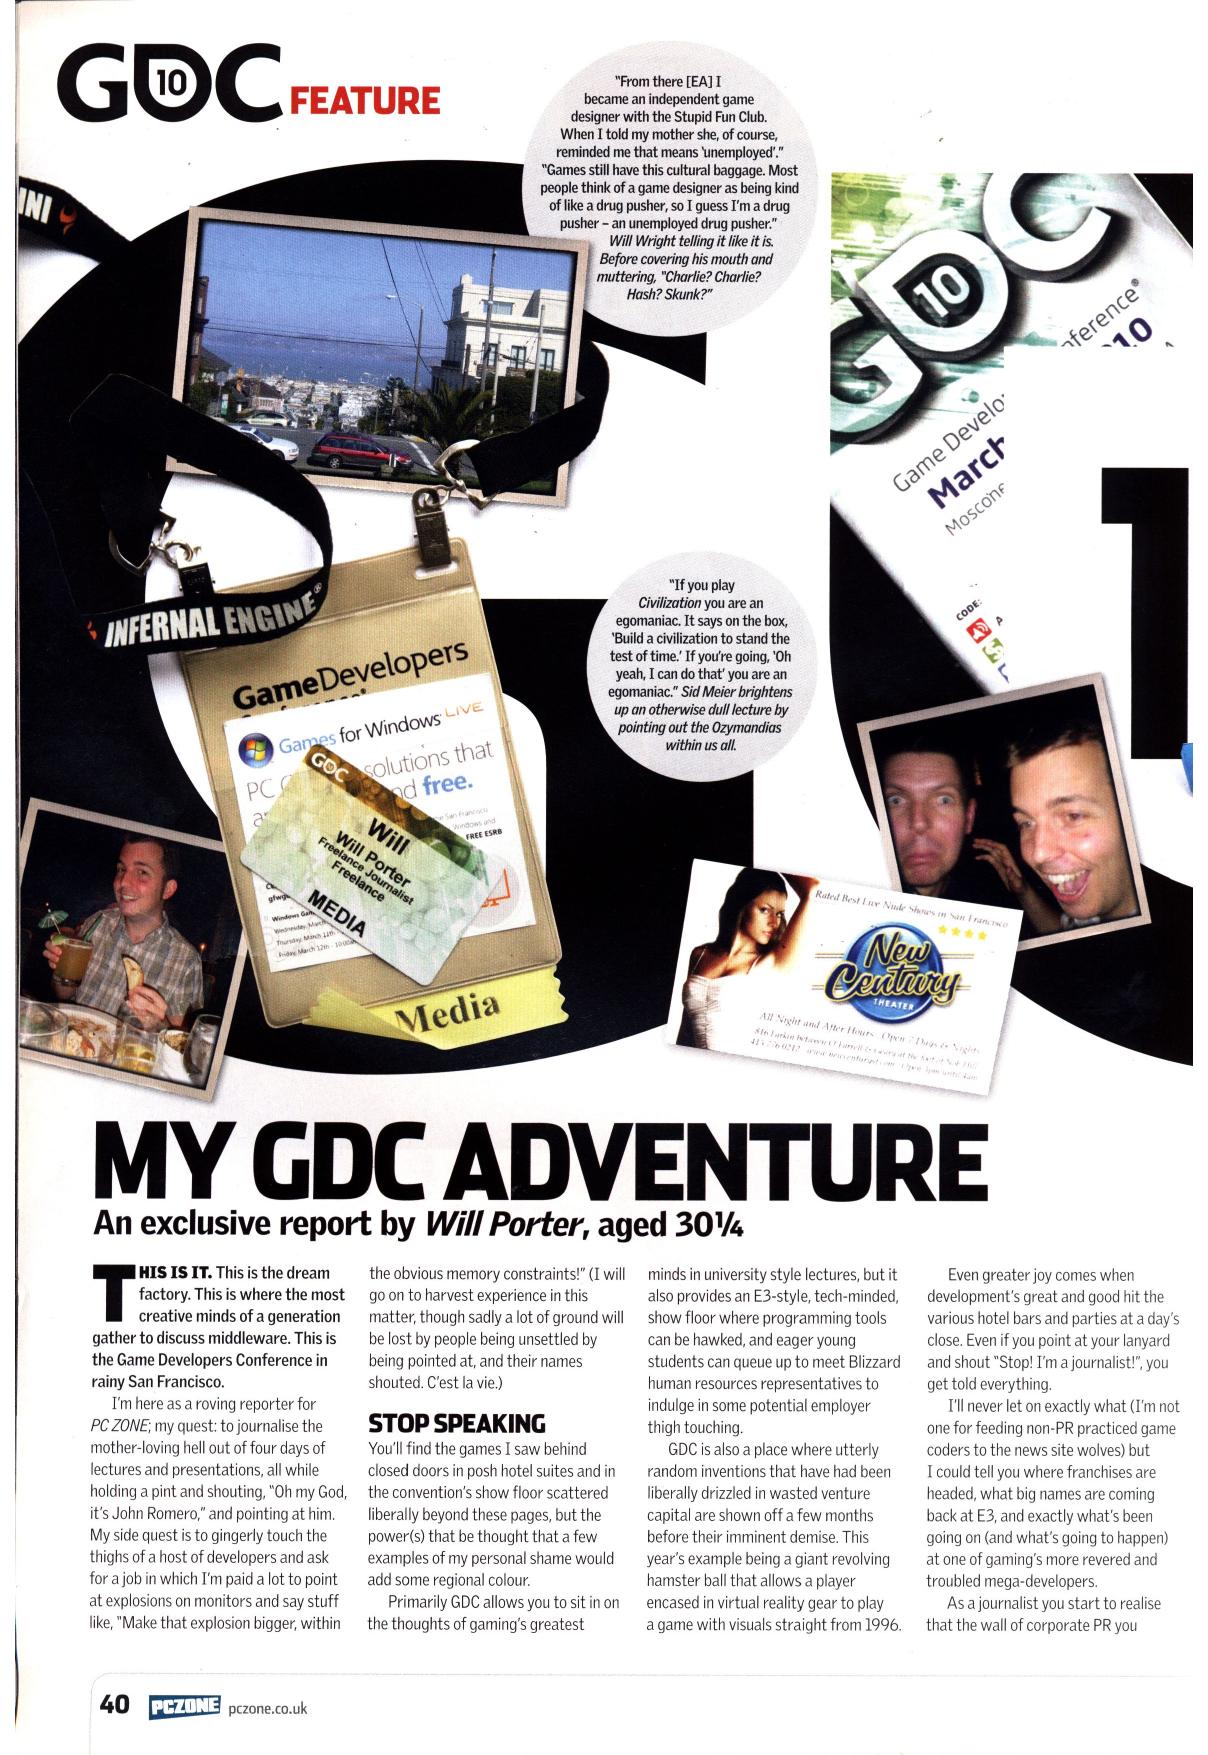 GDC 10 FEATURE
"From there [EA] I
became an independent game
designer with the Stupid Fun Club.
When I told my mother she, of course,
reminded me that means 'unemployed'."
"Games still have this cultural baggage. Most
people think of a game designer as being kind
of like a drug pusher, so I guess I'm a drug
pusher – an unemployed drug pusher."
Will Wright telling it like it is.
Before covering his mouth and
muttering, "Charlie? Charlie?
Hash? Skunk?"
GDC 10
nference®
10
Game Develo
March
Moscone
CODE:
INFERNAL ENGINE®
GameDevelopers
Games for Windows LIVE
solutions that
free.
FREE ESRB
GDC
Will
Will Porter
Freelance Journalist
Freelance
MEDIA
Media
"If you play
Civilization you are an
egomaniac. It says on the box,
'Build a civilization to stand the
test of time.' If you're going, 'Oh
yeah, I can do that' you are an
egomaniac." Sid Meier brightens
up an otherwise dull lecture by
pointing out the Ozymandias
within us all.
Rated Best Live Nude Shows in San Francisco
New
Century
THEATER
All Night and After Hours - Open 7 Days & Nights
MY GDC ADVENTURE
An exclusive report by Will Porter, aged 30¼
THIS IS IT. This is the dream
factory. This is where the most
creative minds of a generation
gather to discuss middleware. This is
the Game Developers Conference in
rainy San Francisco.
I'm here as a roving reporter for
PC ZONE; my quest: to journalise the
mother-loving hell out of four days of
lectures and presentations, all while
holding a pint and shouting, "Oh my God,
it's John Romero," and pointing at him.
My side quest is to gingerly touch the
thighs of a host of developers and ask
for a job in which I'm paid a lot to point
at explosions on monitors and say stuff
like, "Make that explosion bigger, within
the obvious memory constraints!" (I will
go on to harvest experience in this
matter, though sadly a lot of ground will
be lost by people being unsettled by
being pointed at, and their names
shouted. C'est la vie.)
STOP SPEAKING
You'll find the games I saw behind
closed doors in posh hotel suites and in
the convention's show floor scattered
liberally beyond these pages, but the
power(s) that be thought that a few
examples of my personal shame would
add some regional colour.
Primarily GDC allows you to sit in on
the thoughts of gaming's greatest
minds in university style lectures, but it
also provides an E3-style, tech-minded,
show floor where programming tools
can be hawked, and eager young
students can queue up to meet Blizzard
human resources representatives to
indulge in some potential employer
thigh touching.
GDC is also a place where utterly
random inventions that have had been
liberally drizzled in wasted venture
capital are shown off a few months
before their imminent demise. This
year's example being a giant revolving
hamster ball that allows a player
encased in virtual reality gear to play
a game with visuals straight from 1996.
Even greater joy comes when
development's great and good hit the
various hotel bars and parties at a day's
close. Even if you point at your lanyard
and shout "Stop! I'm a journalist!", you
get told everything.
I'll never let on exactly what (I'm not
one for feeding non-PR practiced game
coders to the news site wolves) but
I could tell you where franchises are
headed, what big names are coming
back at E3, and exactly what's been
going on (and what's going to happen)
at one of gaming's more revered and
troubled mega-developers.
As a journalist you start to realise
that the wall of corporate PR you
40 PCZONE pczone.co.uk